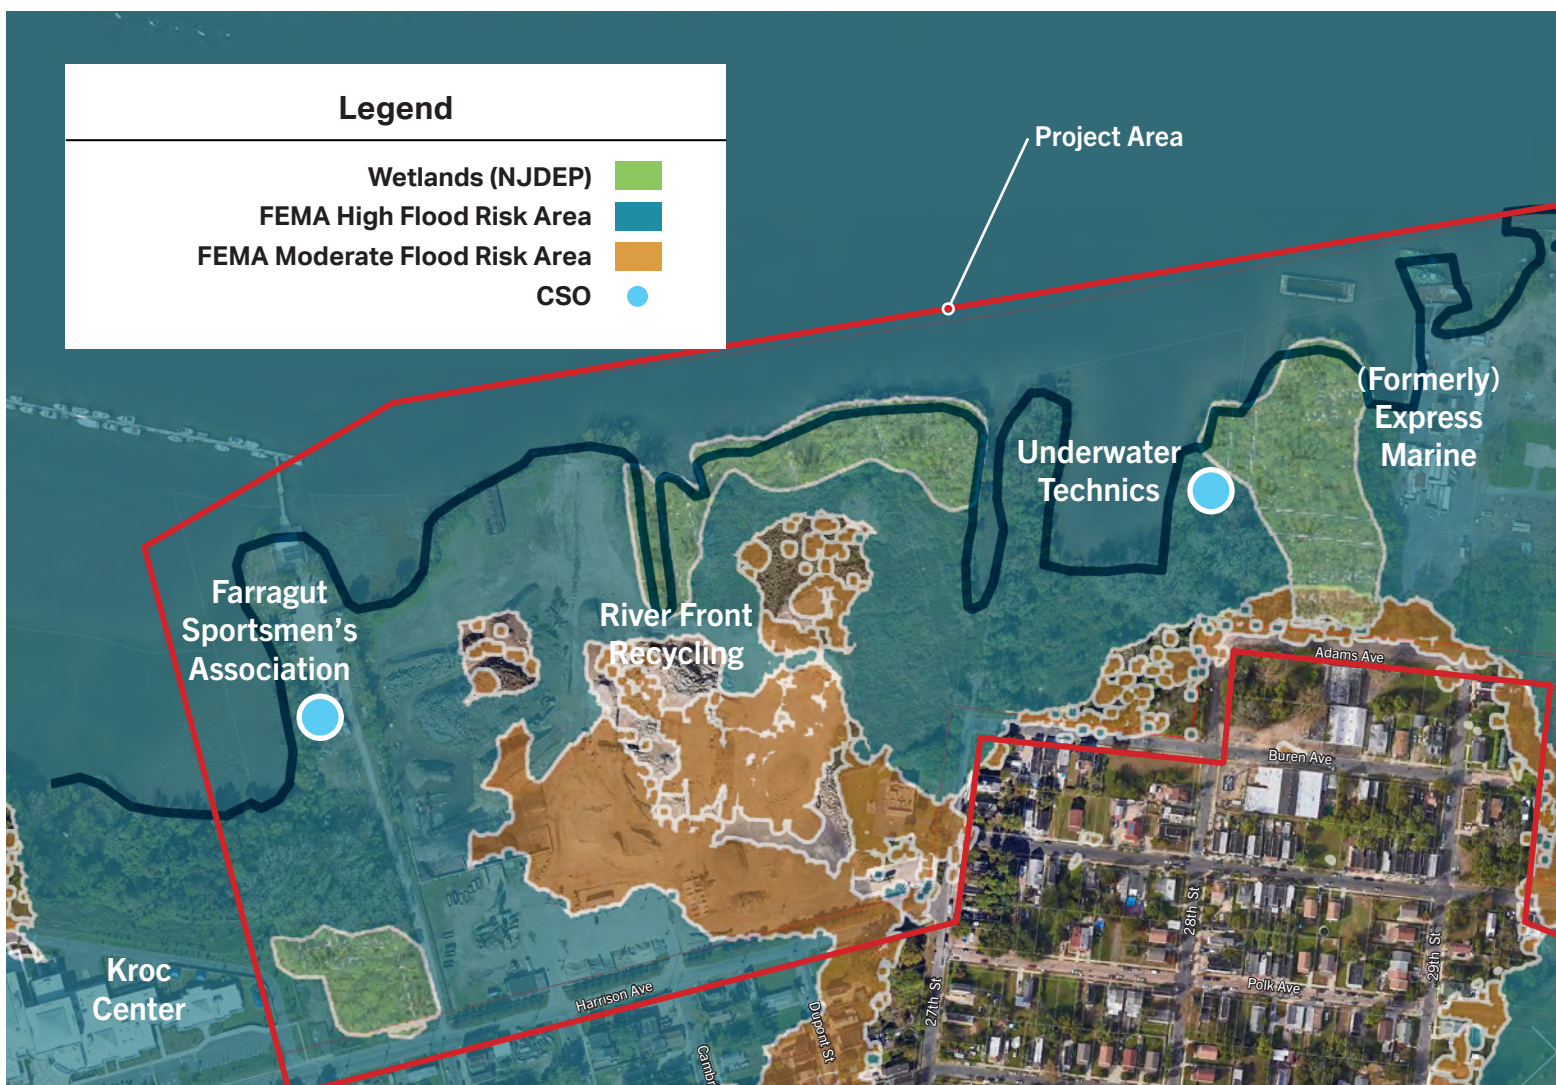 Legend
Wetlands (NJDEP)
FEMA High Flood Risk Area
FEMA Moderate Flood Risk Area
CSO
Project Area
(Formerly)
Express
Marine
Underwater
Technics
Farragut
Sportsmen's
Association
River Front
Recycling
Adams Ave
Buren Ave
28th St
29th St
Polk Ave
27th St
Kroc
Center
Harrison Ave
Dupont St